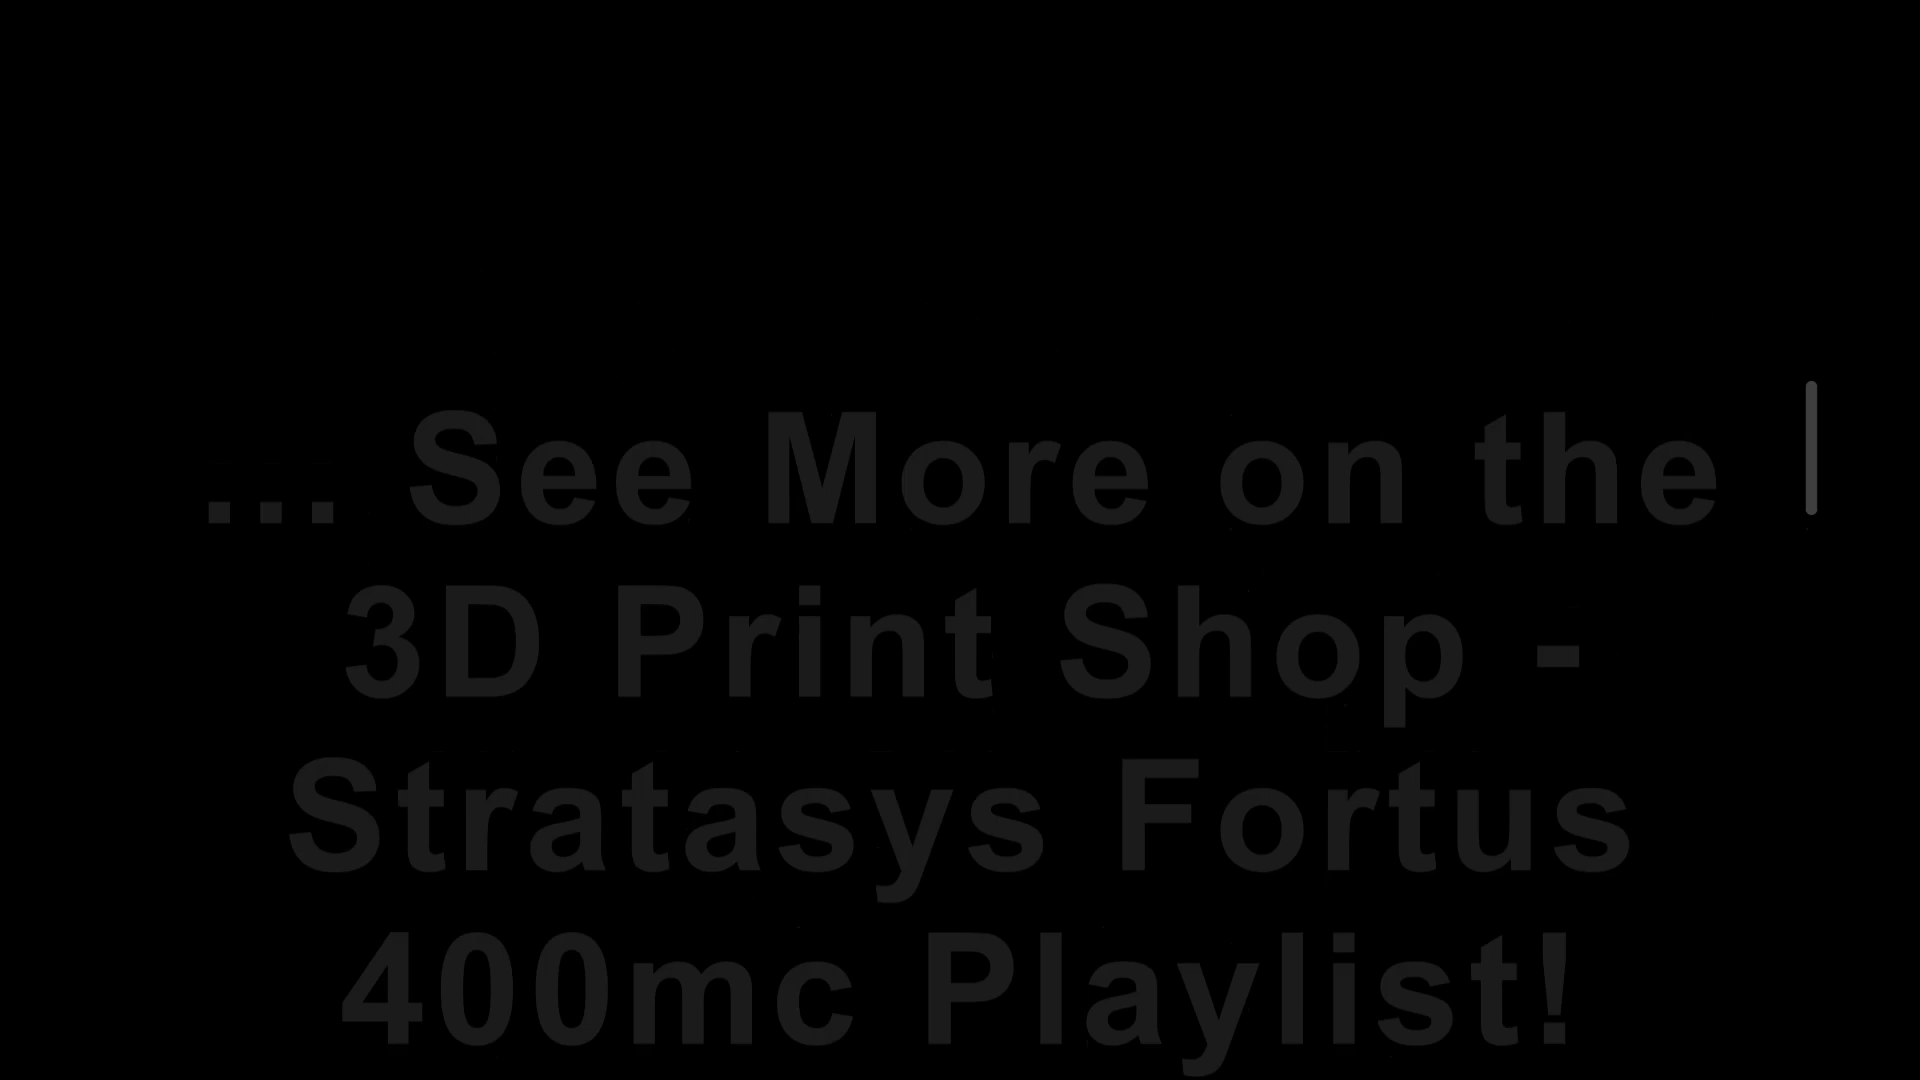 ... See More on the
3D Print Shop -
Stratasys Fortus
400mc Playlist!